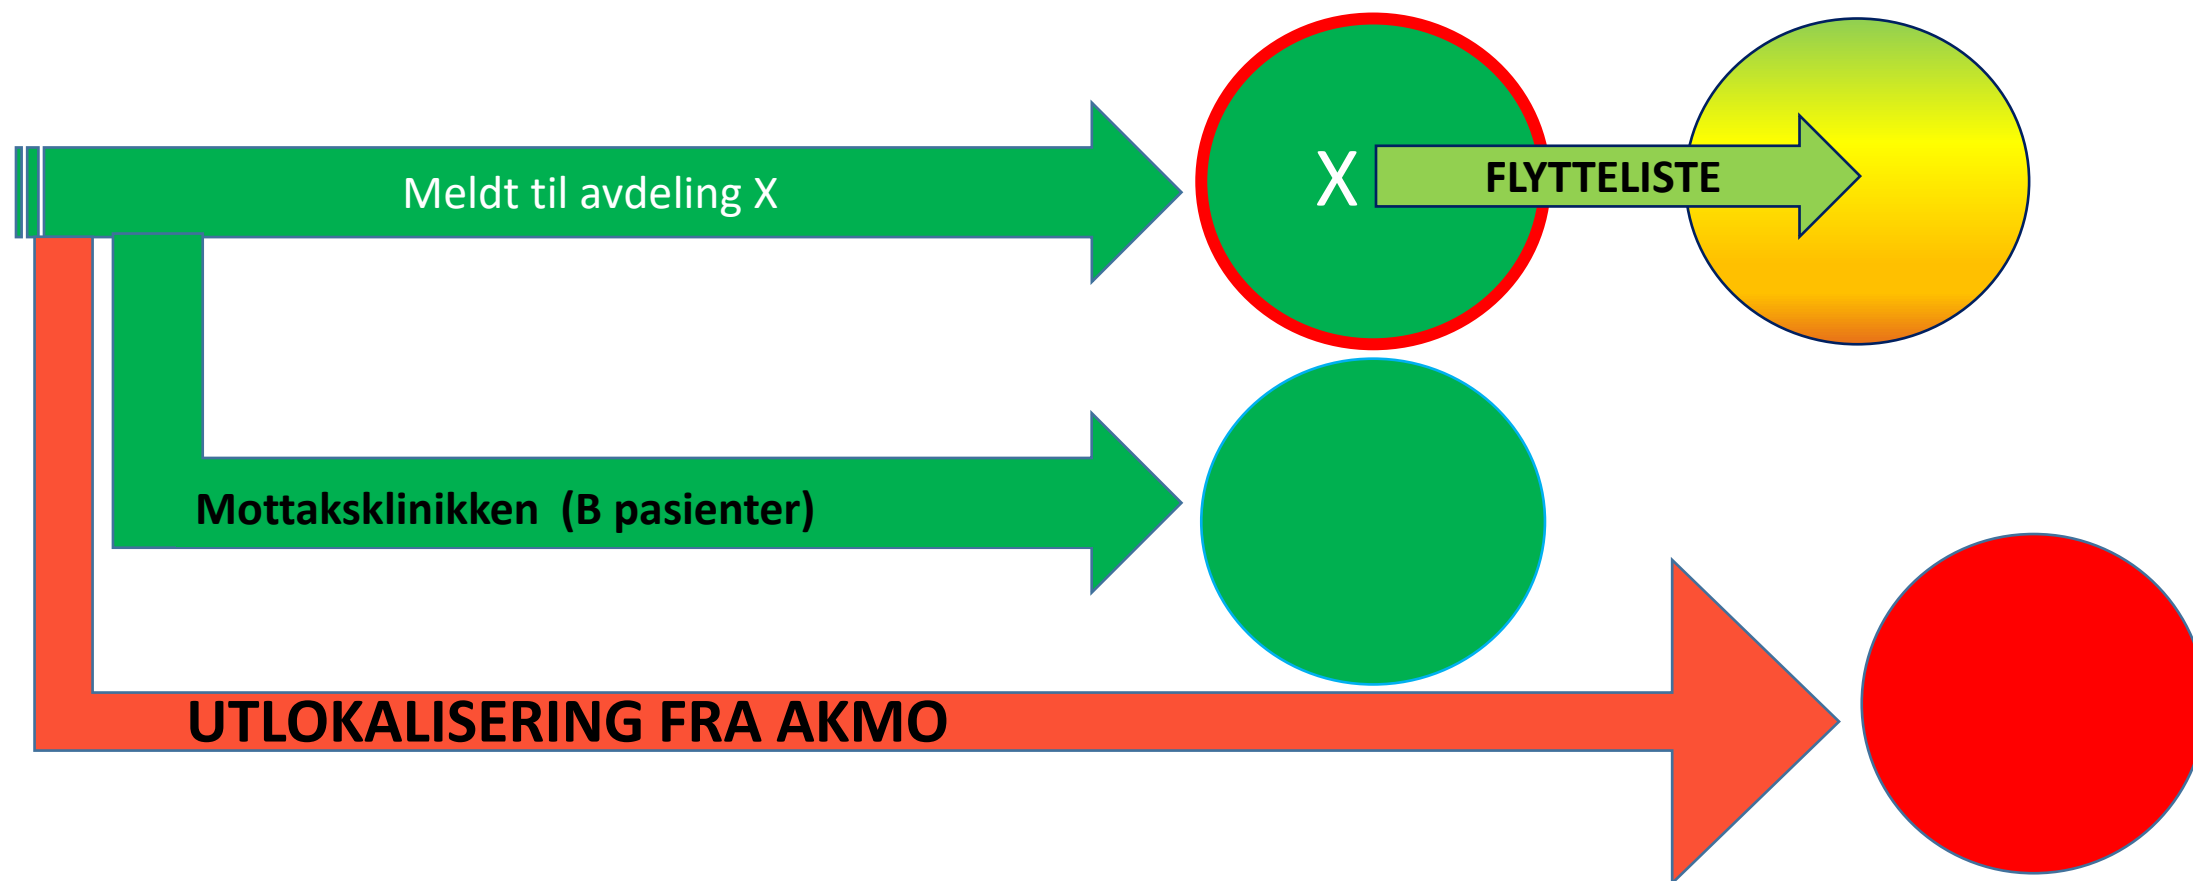 Meldt til avdeling X
X
FLYTTELISTE
Mottaksklinikken  (B pasienter)
UTLOKALISERING FRA AKMO